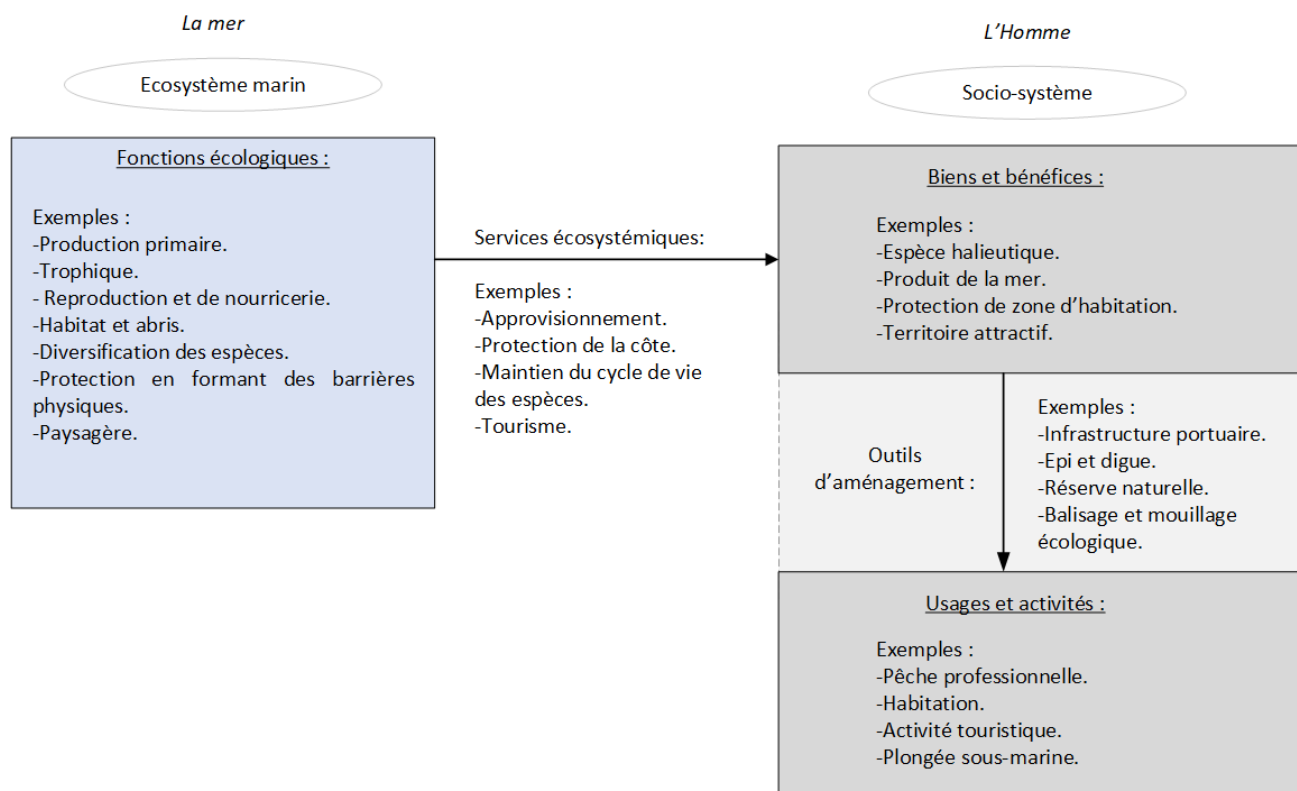 La mer
Ecosystème marin
Fonctions écologiques :
Exemples :
-Production primaire.
-Trophique.
- Reproduction et de nourricerie.
-Habitat et abris.
-Diversification des espèces.
-Protection en formant des barrières
physiques.
-Paysagère.
Services écosystémiques:
Exemples :
-Approvisionnement.
-Protection de la côte.
-Maintien du cycle de vie
des espèces.
-Tourisme.
L’Homme
Socio-système
Biens et bénéfices :
Exemples :
-Espèce halieutique.
-Produit de la mer.
-Protection de zone d’habitation.
-Territoire attractif.
Outils
d’aménagement :
Exemples :
-Infrastructure portuaire.
-Epi et digue.
-Réserve naturelle.
-Balisage et mouillage
écologique.
Usages et activités :
Exemples :
-Pêche professionnelle.
-Habitation.
-Activité touristique.
-Plongée sous-marine.